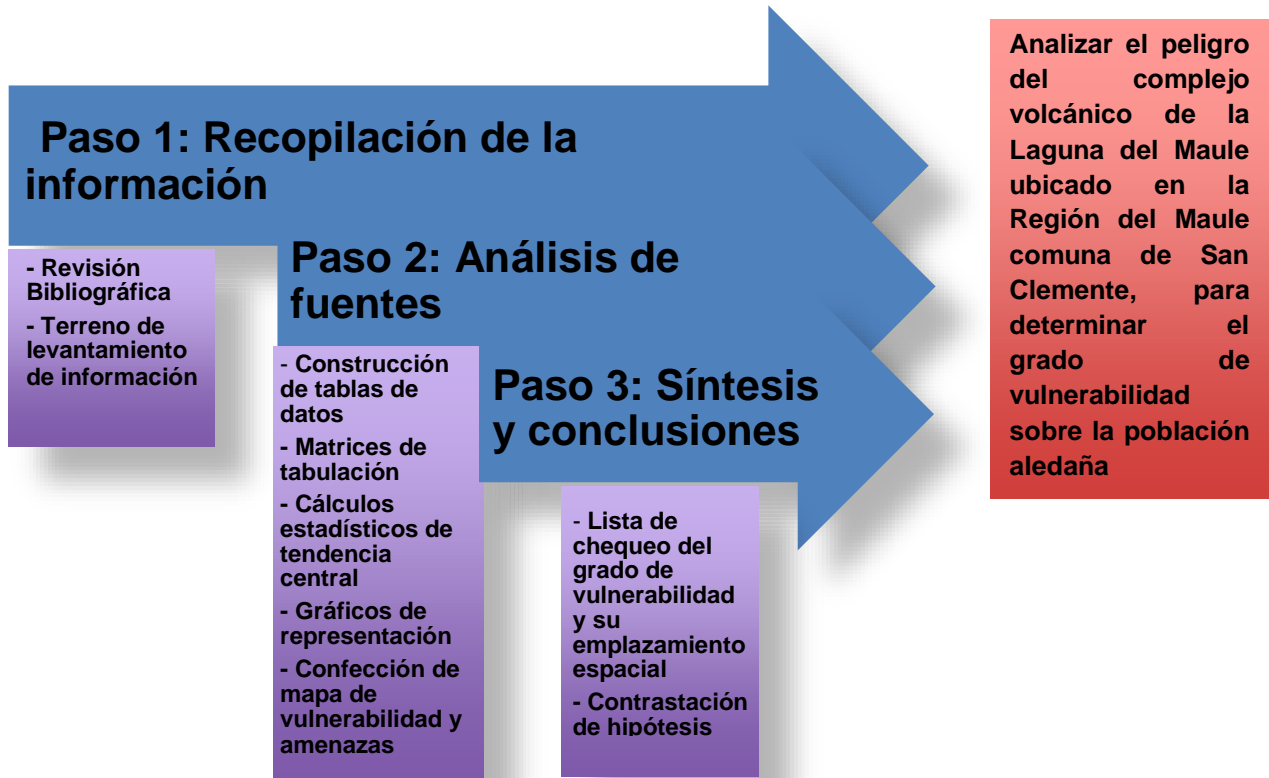 Paso 1: Recopilación de la
información
- Revisión
Bibliográfica
- Terreno de
levantamiento
de información
Paso 2: Análisis de
fuentes
- Construcción
de tablas de
datos
- Matrices de
tabulación
- Cálculos
estadísticos de
tendencia
central
- Gráficos de
representación
- Confección de
mapa de
vulnerabilidad y
amenazas
Paso 3: Síntesis
y conclusiones
- Lista de
chequeo del
grado de
vulnerabilidad
y su
emplazamiento
espacial
- Contrastación
de hipótesis
Analizar el peligro
del complejo
volcánico de la
Laguna del Maule
ubicado en la
Región del Maule
comuna de San
Clemente, para
determinar el
grado de
vulnerabilidad
sobre la población
aledaña